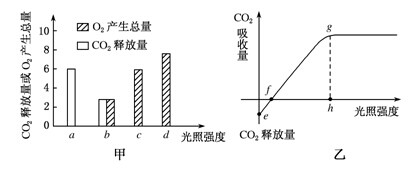 CO₂释放量或O₂产生总量
10
8
6
4
2
0
O₂产生总量
CO₂释放量
a b c d 光照强度
甲
CO₂
吸收量
g
f
e
h
光照强度
CO₂释放量
乙